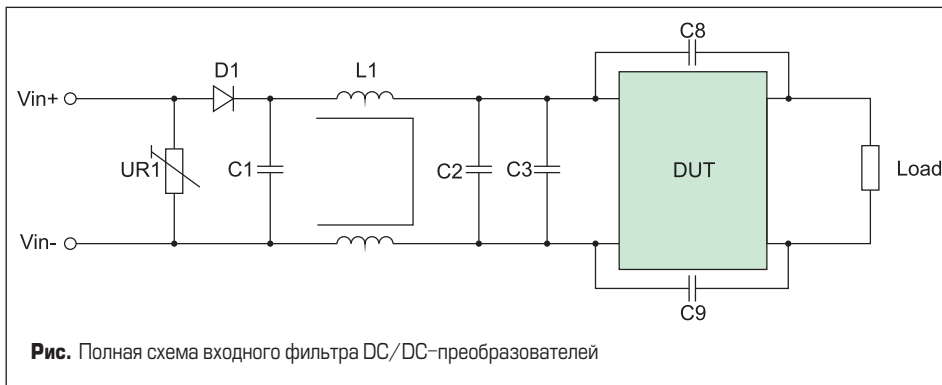 C8
D1
L1
Vin+
UR1
C1
C2
C3
DUT
Load
Vin-
C9
Рис. Полная схема входного фильтра DC/DC-преобразователей